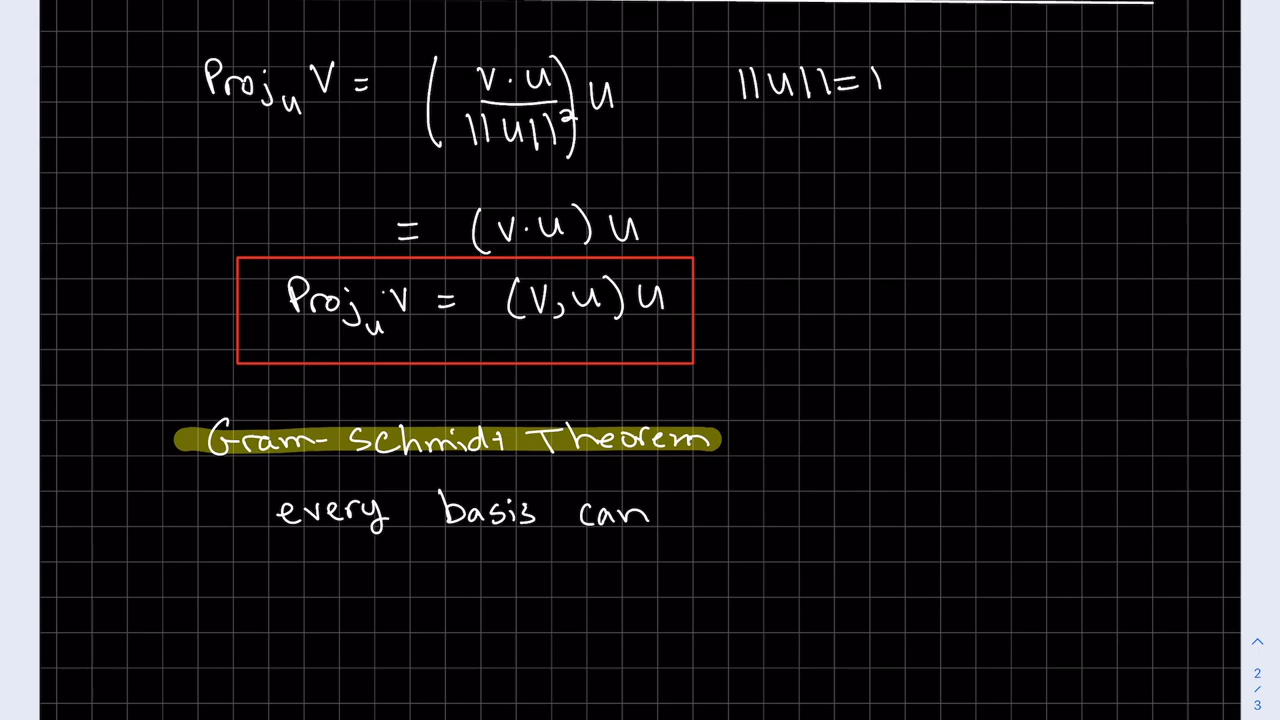 Proj_u V = (v · u / ||u||²) u    ||u|| = 1
= (v · u) u
Proj_u v = (v, u) u
Gram-Schmidt Theorem
every basis can
2/3